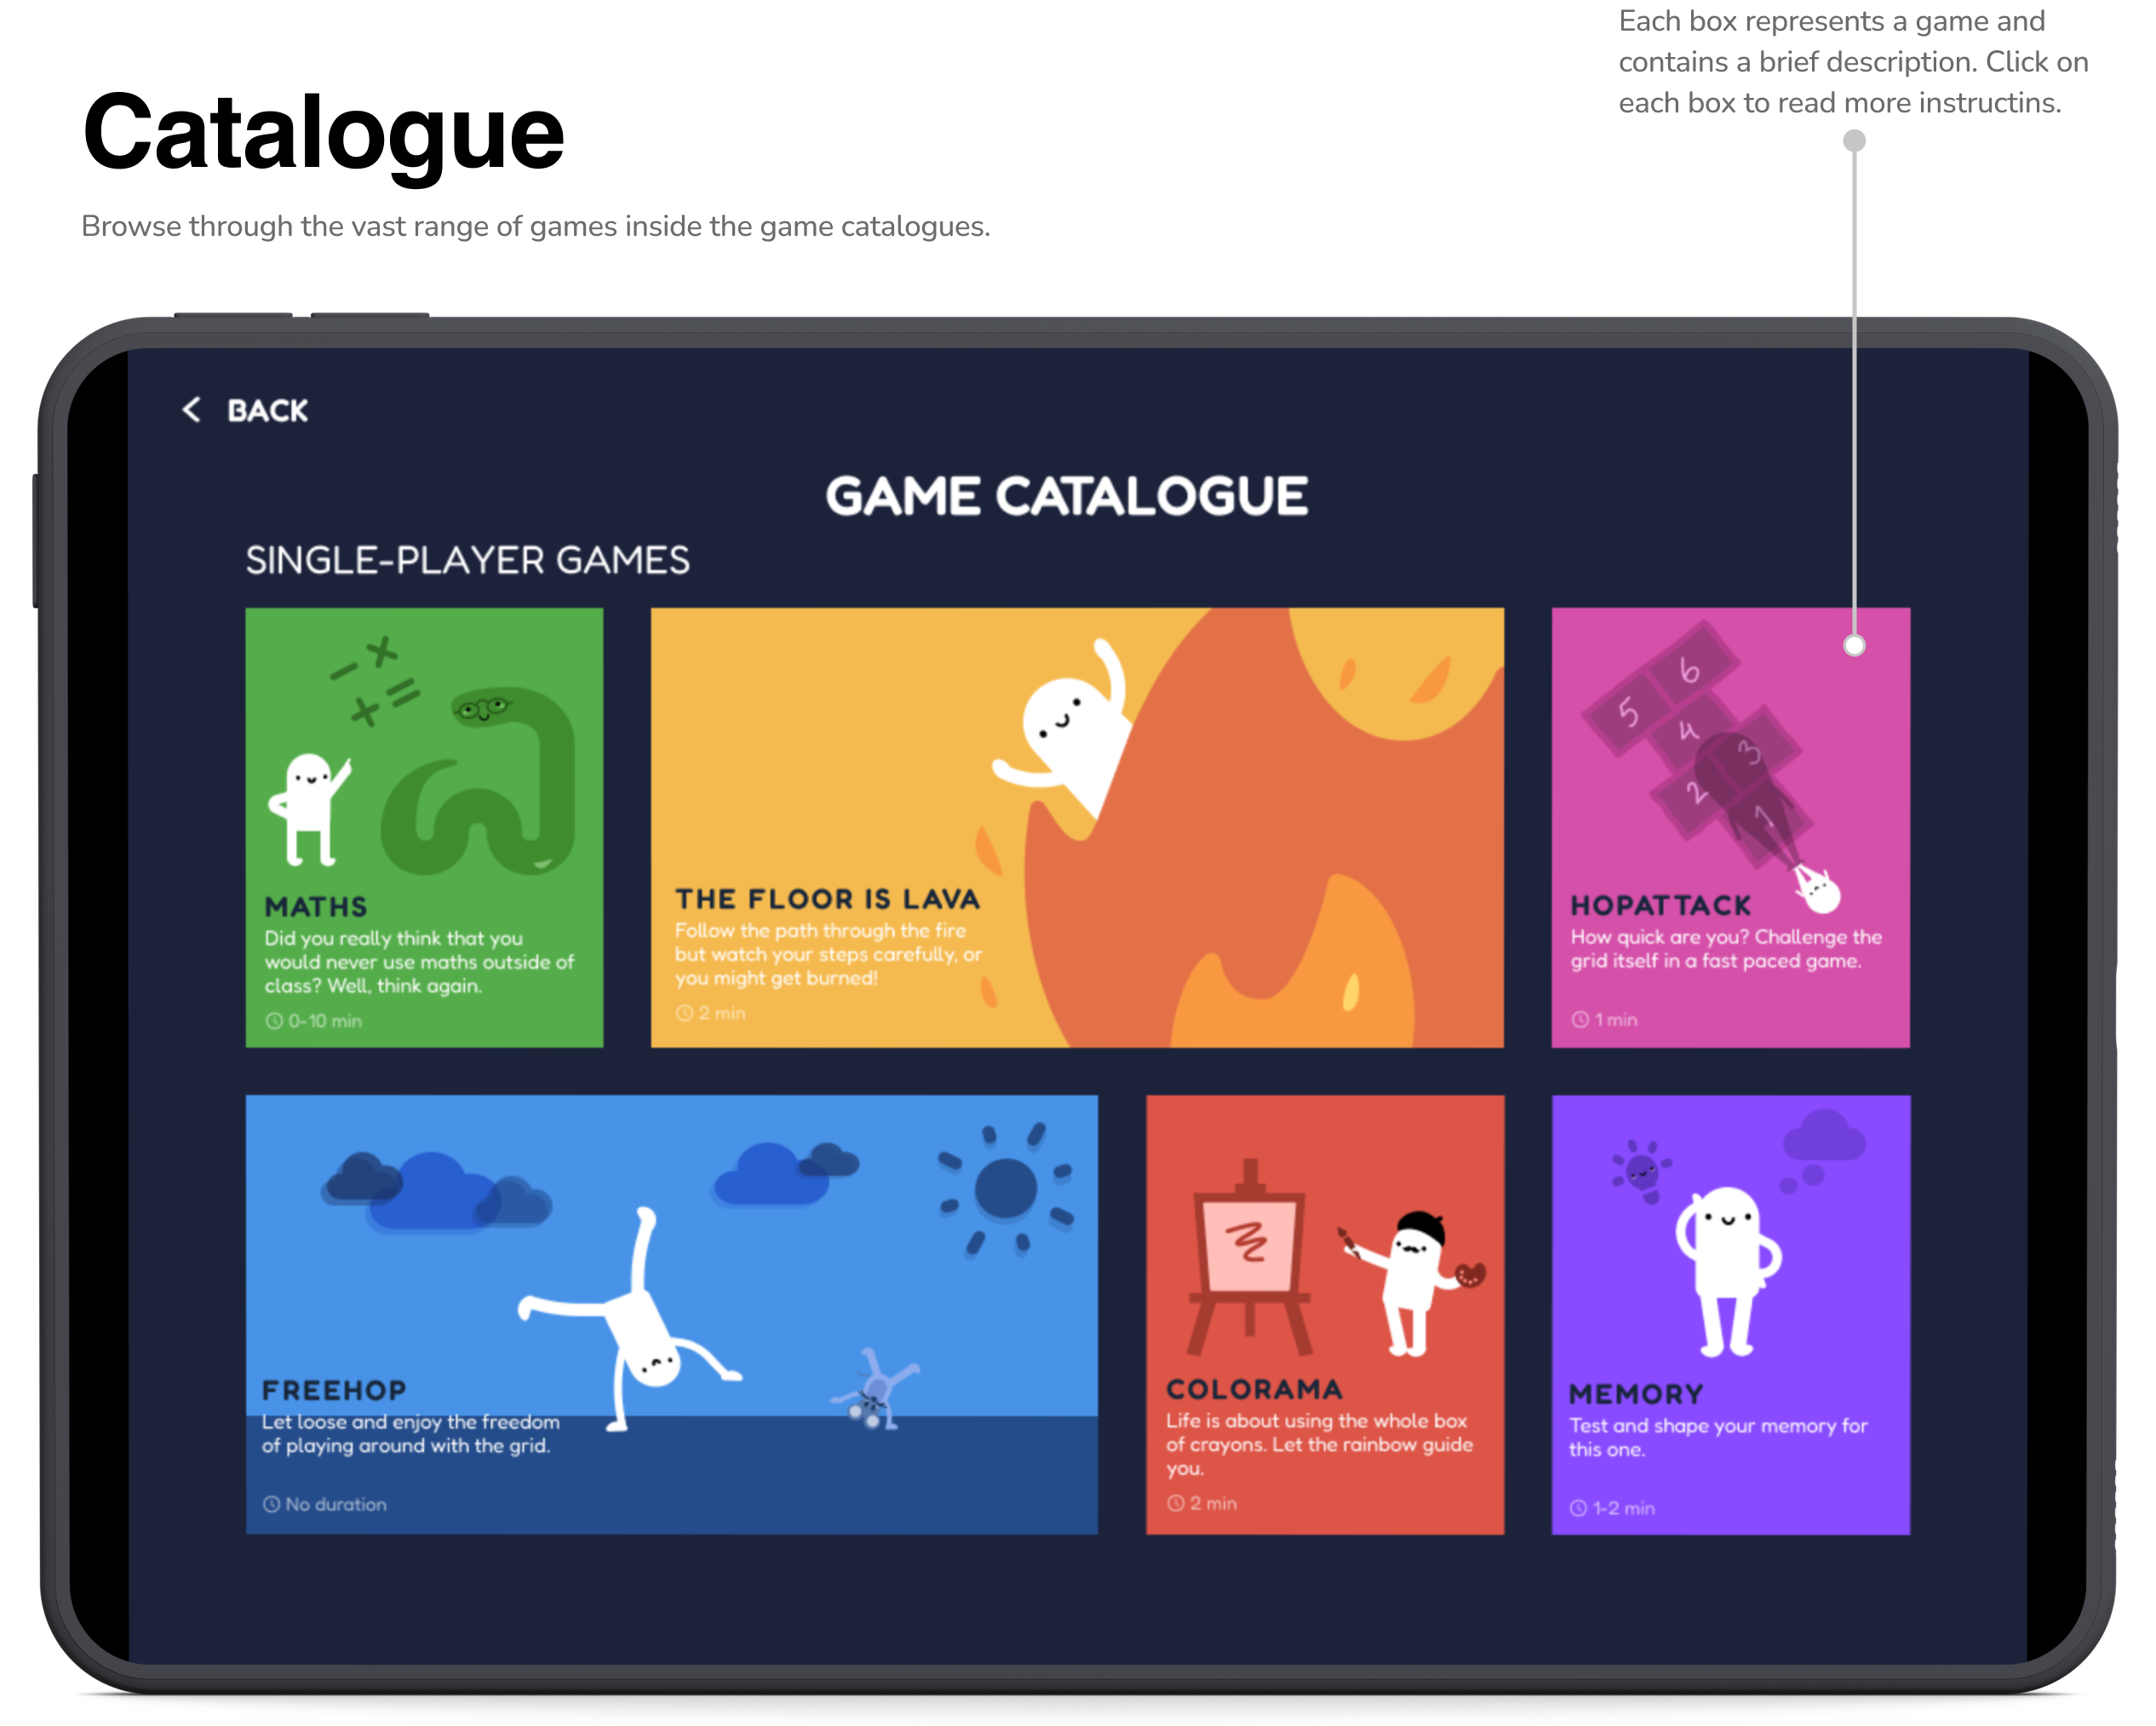 Each box represents a game and
contains a brief description. Click on
each box to read more instructins.
Catalogue
Browse through the vast range of games inside the game catalogues.
BACK
GAME CATALOGUE
SINGLE-PLAYER GAMES
MATHS
Did you really think that you
would never use maths outside of
class? Well, think again.
0-10 min
THE FLOOR IS LAVA
Follow the path through the fire
but watch your steps carefully, or
you might get burned!
2 min
5 6
4
2 3
1
HOPATTACK
How quick are you? Challenge the
grid itself in a fast paced game.
1 min
FREEHOP
Let loose and enjoy the freedom
of playing around with the grid.
No duration
COLORAMA
Life is about using the whole box
of crayons. Let the rainbow guide
you.
2 min
MEMORY
Test and shape your memory for
this one.
1-2 min